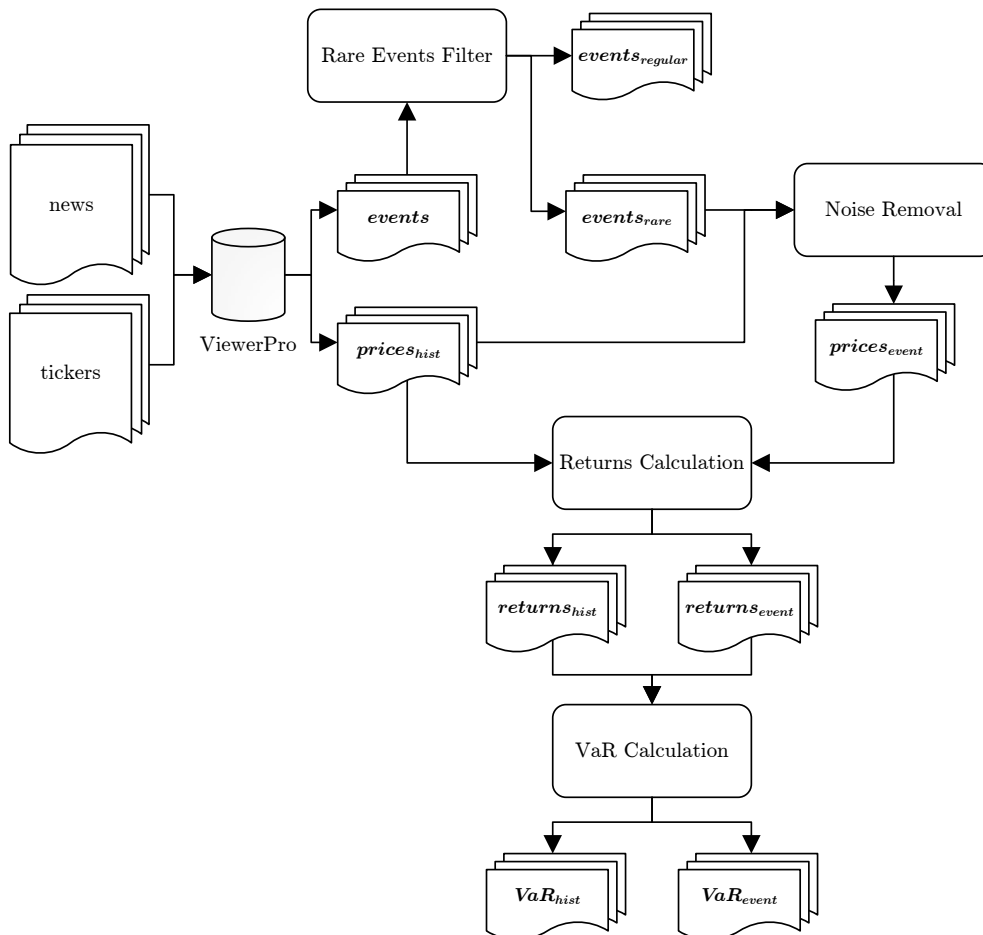 Rare Events Filter
events_regular
news
events
events_rare
Noise Removal
ViewerPro
prices_hist
prices_event
tickers
Returns Calculation
returns_hist
returns_event
VaR Calculation
VaR_hist
VaR_event